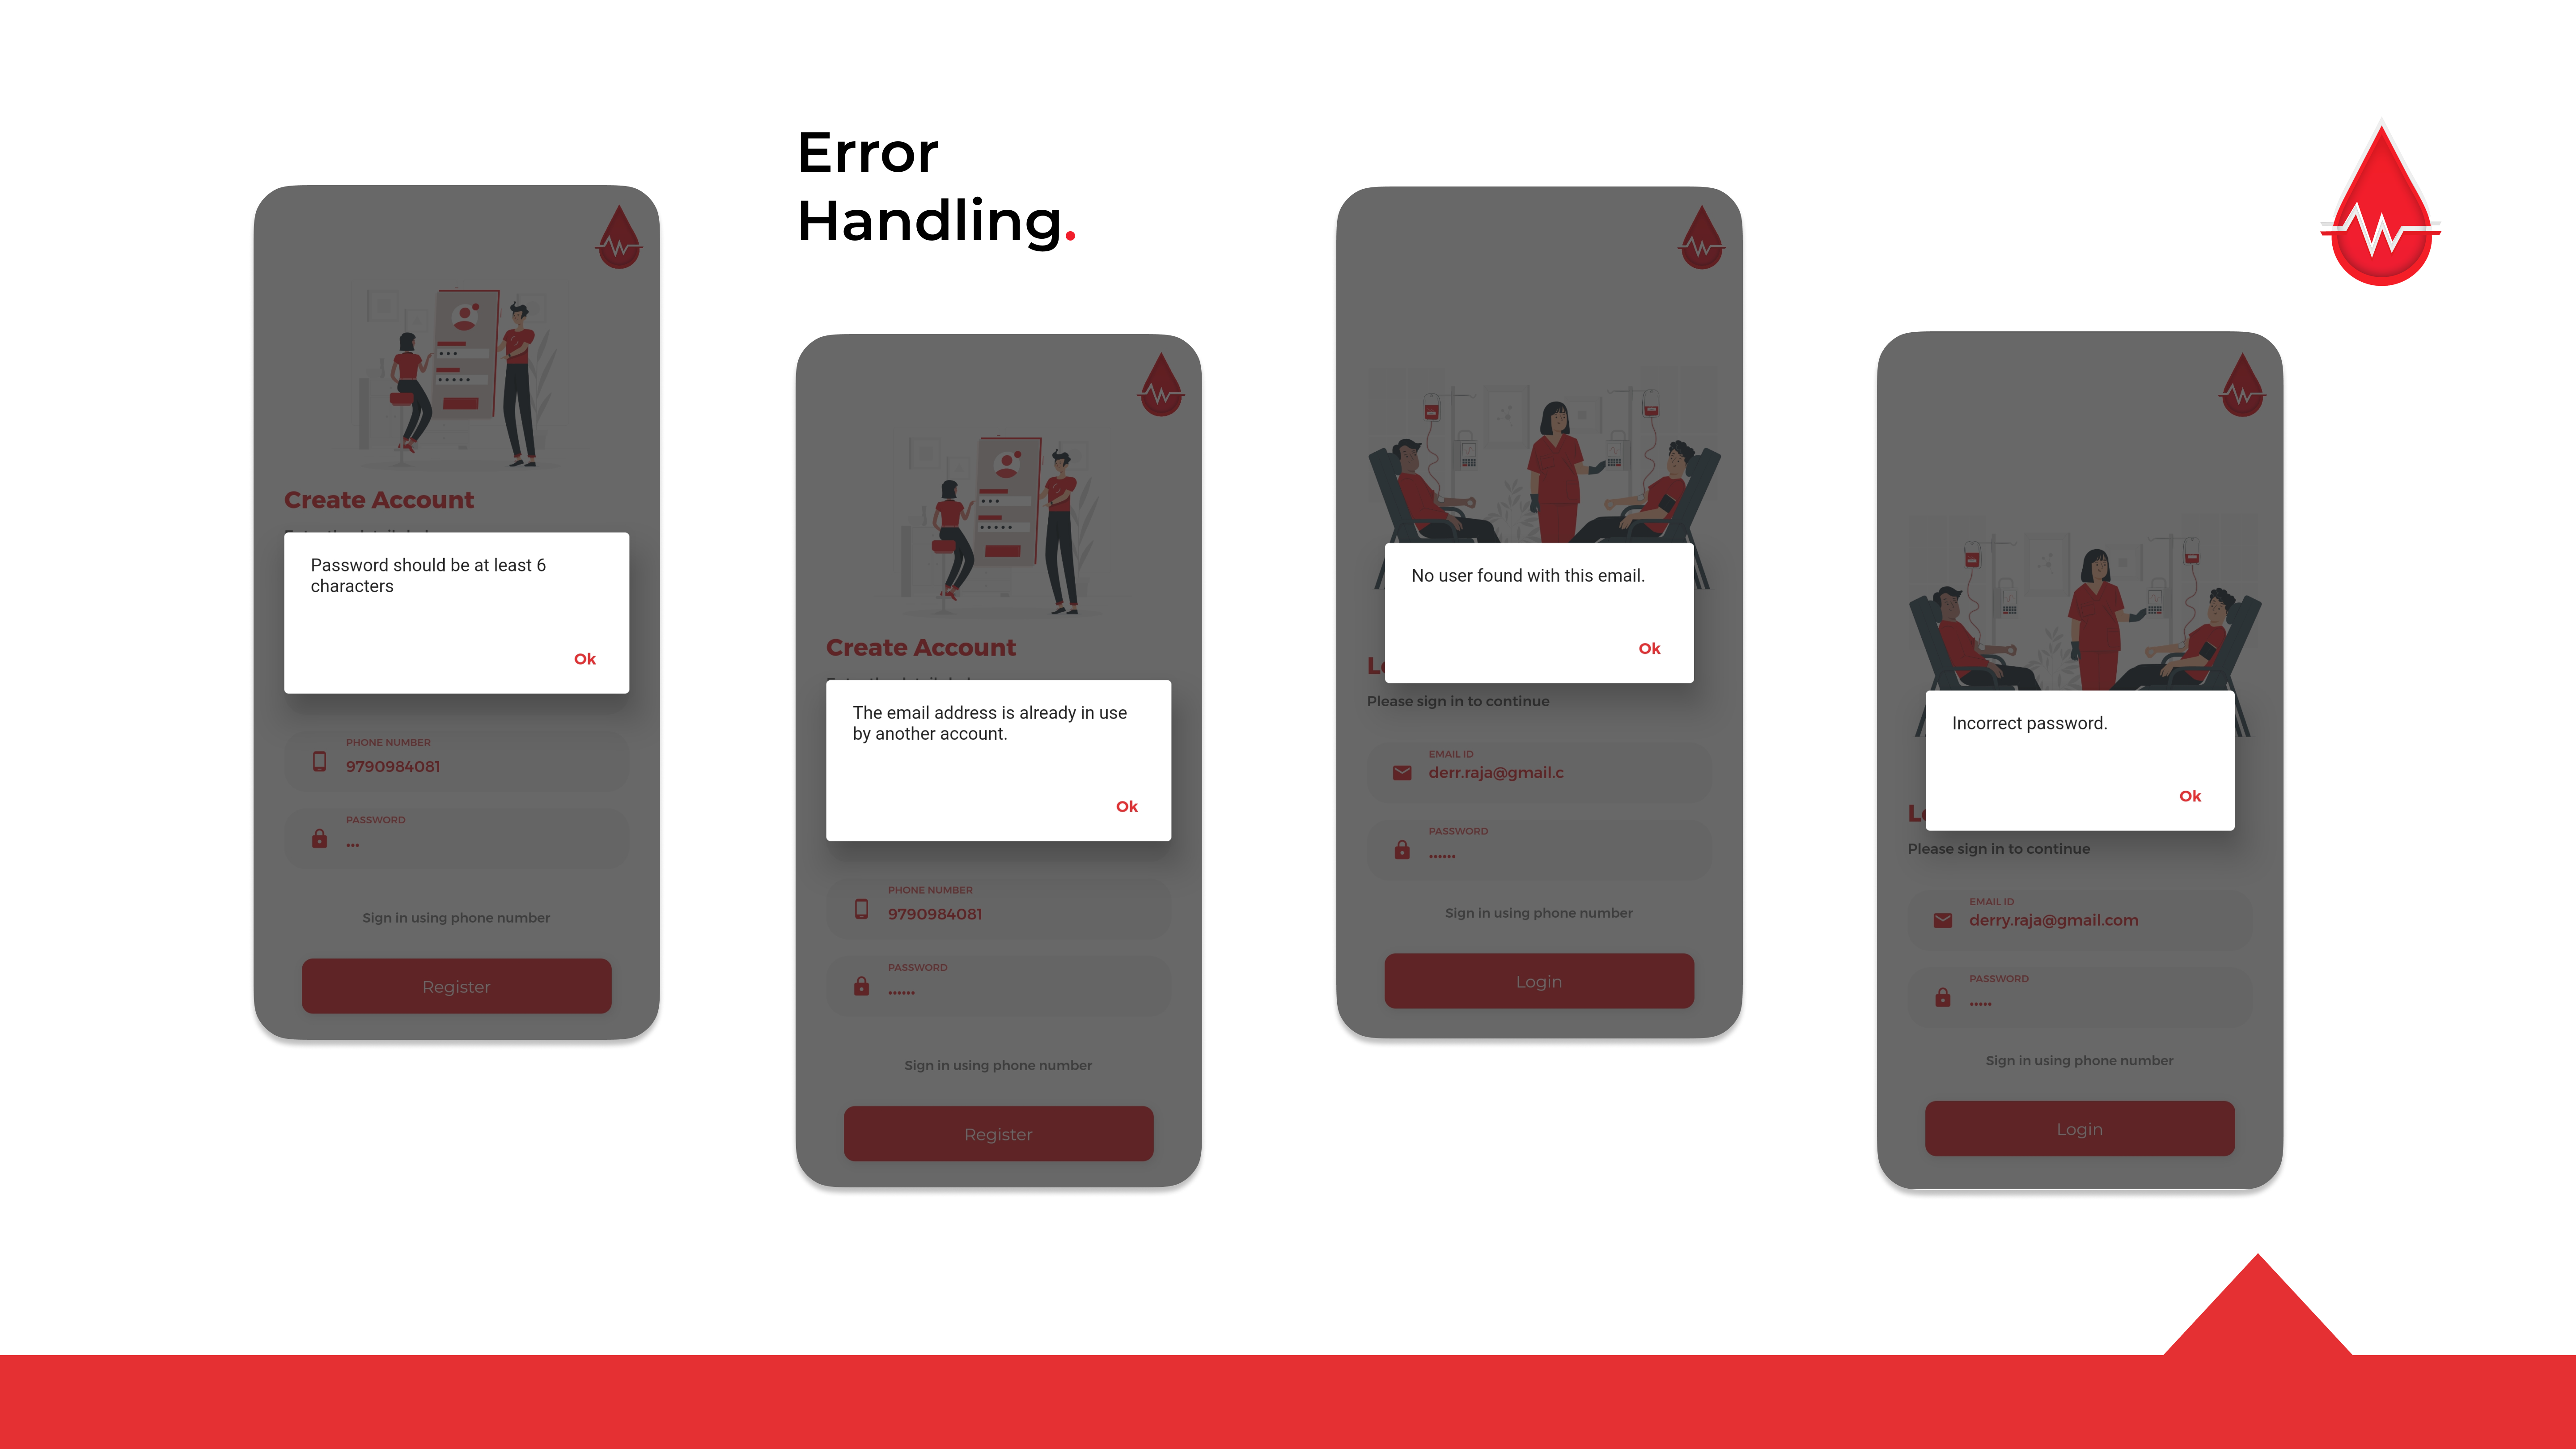 Error
Handling.
Create Account
Password should be at least 6
characters
Ok
PHONE NUMBER
9790984081
PASSWORD
•••
Sign in using phone number
Register
Create Account
The email address is already in use
by another account.
Ok
PHONE NUMBER
9790984081
PASSWORD
••••••
Sign in using phone number
Register
No user found with this email.
Ok
Please sign in to continue
EMAIL ID
derr.raja@gmail.c
PASSWORD
••••••
Sign in using phone number
Login
Incorrect password.
Ok
Please sign in to continue
EMAIL ID
derry.raja@gmail.com
PASSWORD
•••••
Sign in using phone number
Login